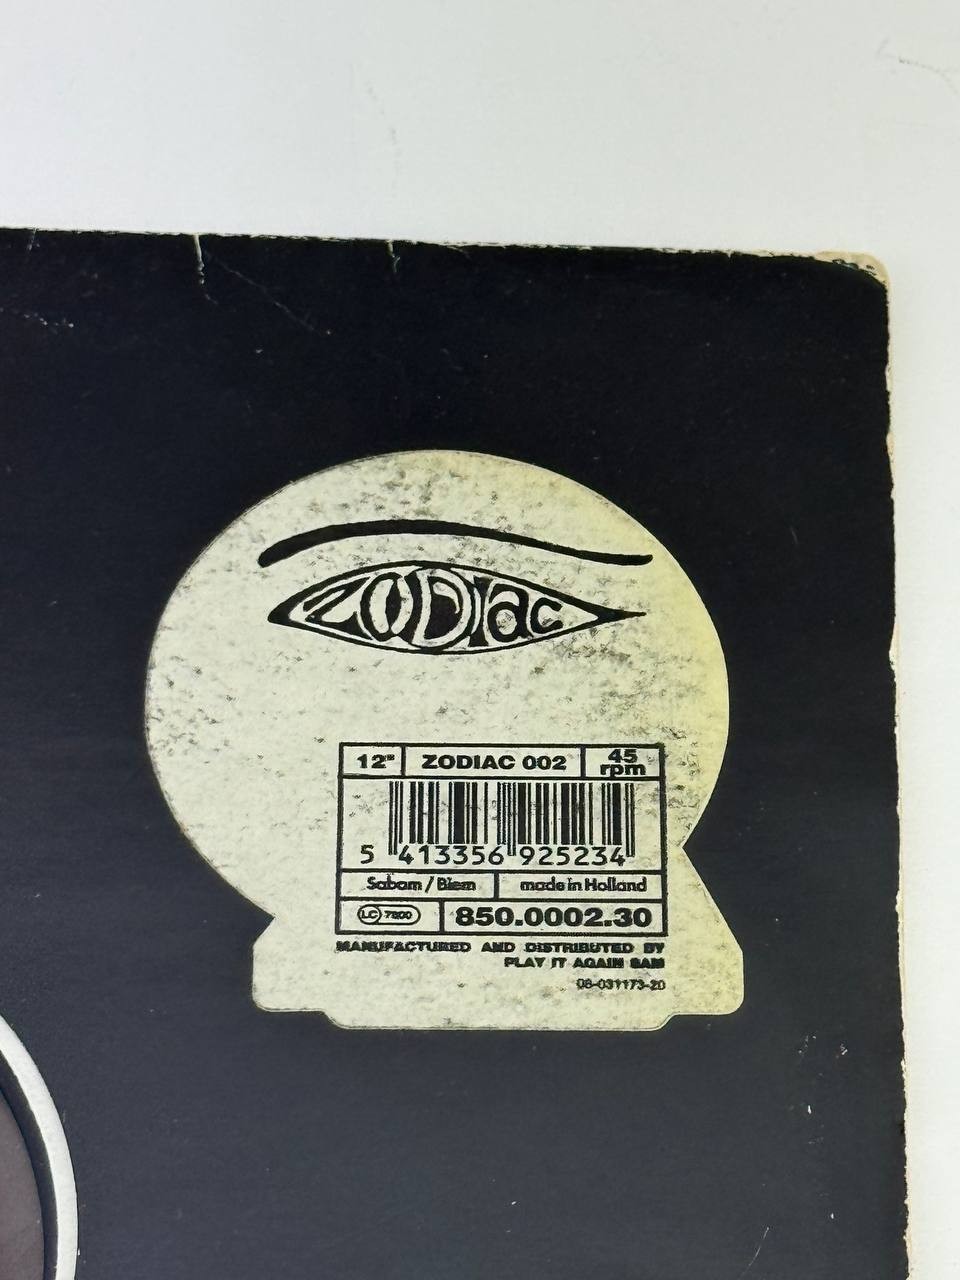 Zodiac
12" ZODIAC 002 45 rpm
5 413356 925234
Sabam / Biem made in Holland
LC 7800 850.0002.30
MANUFACTURED AND DISTRIBUTED BY
PLAY IT AGAIN SAM
08-031173-20